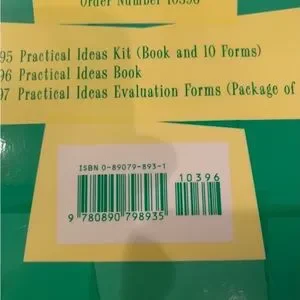 Order Number 10396
95 Practical Ideas Kit (Book and 10 Forms)
96 Practical Ideas Book
97 Practical Ideas Evaluation Forms (Package of
ISBN 0-89079-893-1
10396
9 780890 798935